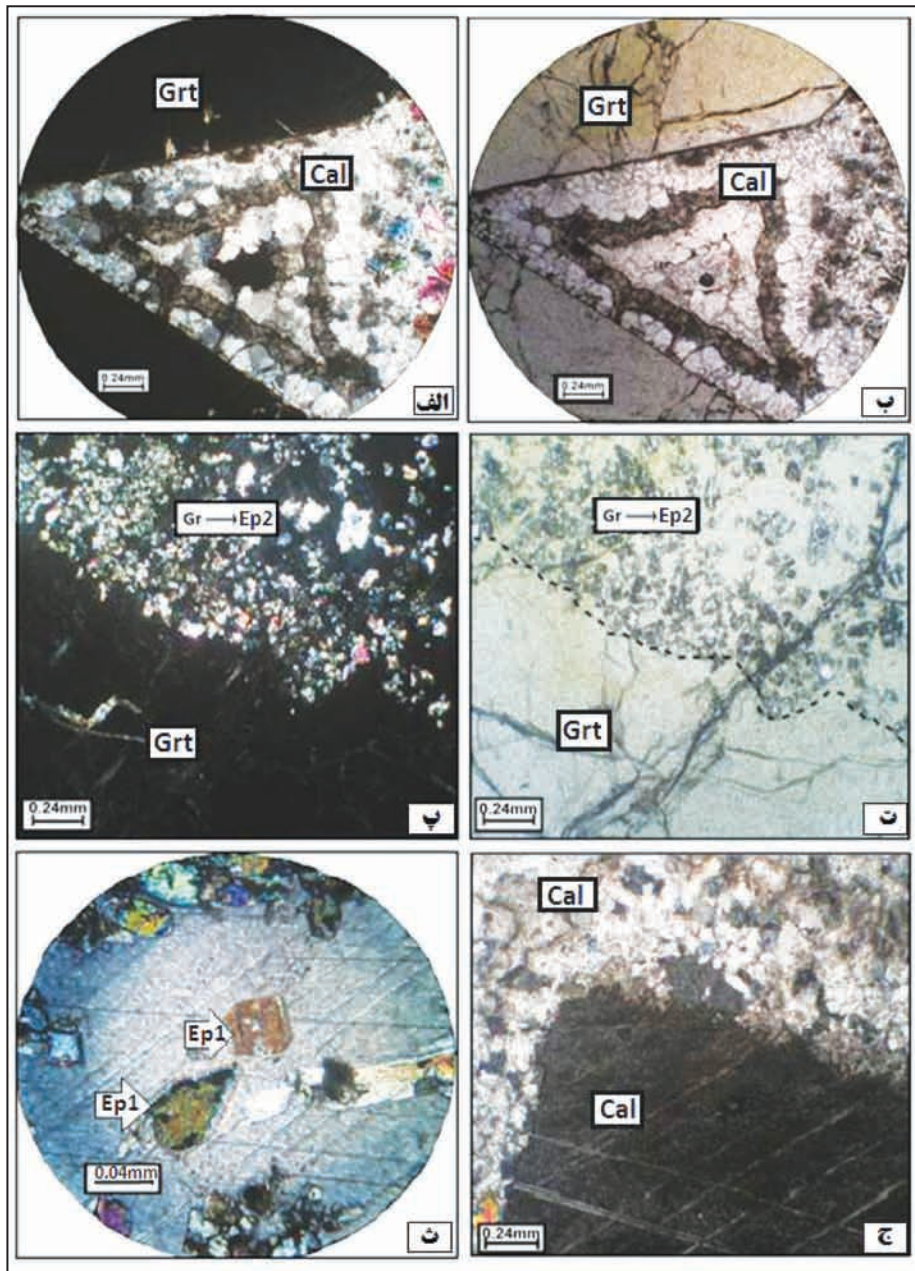 Grt
Cal
0.24mm
الف
Grt
Cal
0.24mm
ب
Gr → Ep2
Grt
0.24mm
پ
Gr → Ep2
Grt
0.24mm
ت
Ep1
Ep1
0.04mm
ث
Cal
Cal
0.24mm
ج